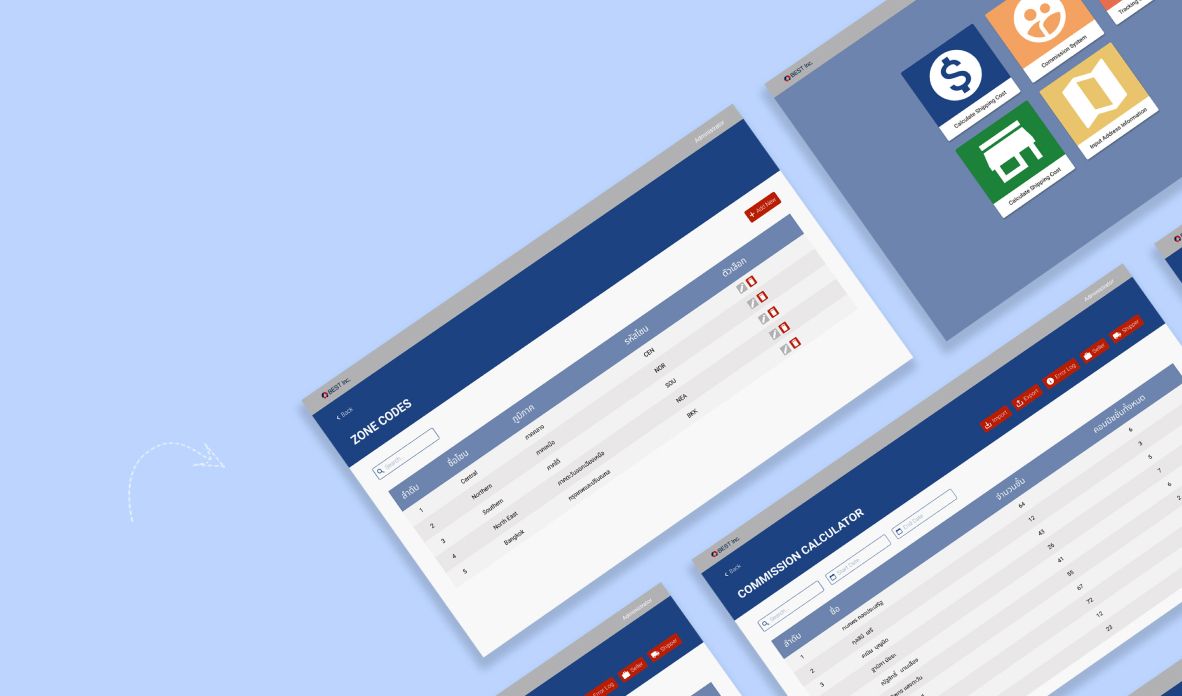 BEST Inc.
Administrator
Back
ZONE CODES
Search...
Add New
ลำดับ ชื่อโซน ภูมิภาค รหัสโซน ตัวเลือก
1 Central ภาคกลาง CEN
2 Northern ภาคเหนือ NOR
3 Southern ภาคใต้ SOU
4 North East ภาคตะวันออกเฉียงเหนือ NEA
5 Bangkok กรุงเทพและปริมณฑล BKK
BEST Inc.
Calculate Shipping Cost
Commission System
Tracking
Calculate Shipping Cost
Input Address Information
BEST Inc.
Administrator
Back
COMMISSION CALCULATOR
Search...
Start Date
End Date
Import
Export
Error Log
Seller
Shipper
ลำดับ ชื่อ จำนวนชิ้น คอมมิชชั่นทั้งหมด
1 64 6
2 12 3
3 43 5
26 7
41 6
55 2
67
72
12
23
Administrator
Error Log
Seller
Shipper